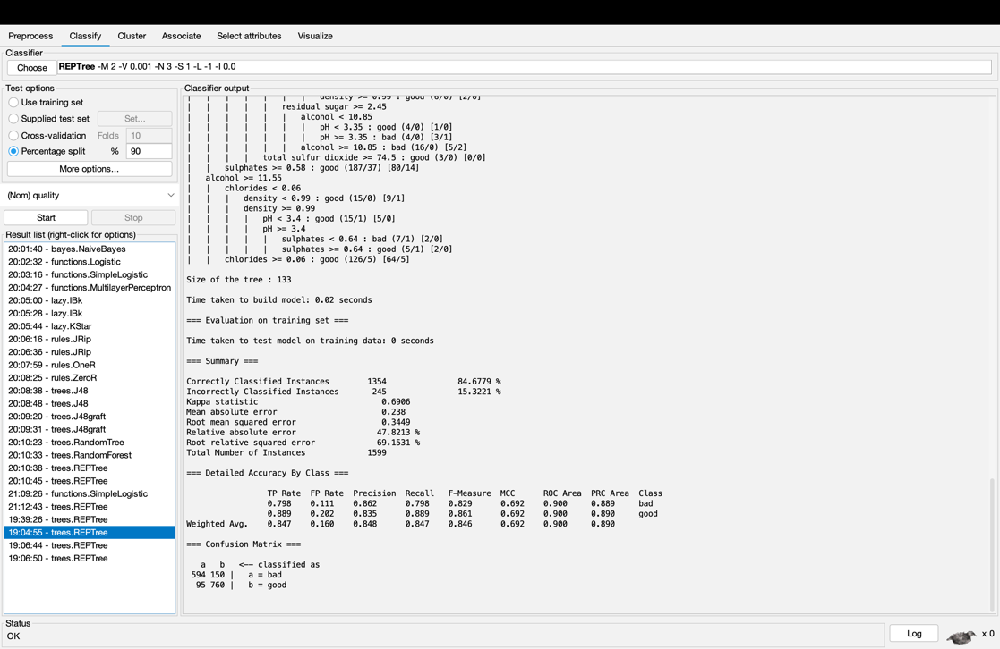 Preprocess Classify Cluster Associate Select attributes Visualize
Classifier
Choose REPTree -M 2 -V 0.001 -N 3 -S 1 -L -1 -I 0.0
Test options
Use training set
Supplied test set Set...
Cross-validation Folds 10
Percentage split % 90
More options...
(Nom) quality
Start Stop
Result list (right-click for options)
20:01:40 - bayes.NaiveBayes
20:02:32 - functions.Logistic
20:03:16 - functions.SimpleLogistic
20:04:27 - functions.MultilayerPerceptron
20:05:00 - lazy.IBk
20:05:28 - lazy.IBk
20:05:44 - lazy.KStar
20:06:16 - rules.JRip
20:06:36 - rules.JRip
20:07:59 - rules.OneR
20:08:25 - rules.ZeroR
20:08:38 - trees.J48
20:08:48 - trees.J48
20:09:20 - trees.J48graft
20:09:31 - trees.J48graft
20:10:23 - trees.RandomTree
20:10:33 - trees.RandomForest
20:10:38 - trees.REPTree
20:10:45 - trees.REPTree
21:09:26 - functions.SimpleLogistic
21:12:43 - trees.REPTree
19:39:26 - trees.REPTree
19:04:55 - trees.REPTree
19:06:44 - trees.REPTree
19:06:50 - trees.REPTree
Classifier output
| | | | | | | density >= 0.99 : good (6/0) [2/0]
| | | | | residual sugar >= 2.45
| | | | | | alcohol < 10.85
| | | | | | | pH < 3.35 : good (4/0) [1/0]
| | | | | | | pH >= 3.35 : bad (4/0) [3/1]
| | | | | | alcohol >= 10.85 : bad (16/0) [5/2]
| | | | total sulfur dioxide >= 74.5 : good (3/0) [0/0]
| | sulphates >= 0.58 : good (187/37) [80/14]
| alcohol >= 11.55
| | chlorides < 0.06
| | | density < 0.99 : good (15/0) [9/1]
| | | density >= 0.99
| | | | pH < 3.4 : good (15/1) [5/0]
| | | | pH >= 3.4
| | | | | sulphates < 0.64 : bad (7/1) [2/0]
| | | | | sulphates >= 0.64 : good (5/1) [2/0]
| | chlorides >= 0.06 : good (126/5) [64/5]
Size of the tree : 133
Time taken to build model: 0.02 seconds
=== Evaluation on training set ===
Time taken to test model on training data: 0 seconds
=== Summary ===
Correctly Classified Instances 1354 84.6779 %
Incorrectly Classified Instances 245 15.3221 %
Kappa statistic 0.6906
Mean absolute error 0.238
Root mean squared error 0.3449
Relative absolute error 47.8213 %
Root relative squared error 69.1531 %
Total Number of Instances 1599
=== Detailed Accuracy By Class ===
TP Rate FP Rate Precision Recall F-Measure MCC ROC Area PRC Area Class
0.798 0.111 0.862 0.798 0.829 0.692 0.900 0.889 bad
0.889 0.202 0.835 0.889 0.861 0.692 0.900 0.890 good
Weighted Avg. 0.847 0.160 0.848 0.847 0.846 0.692 0.900 0.890
=== Confusion Matrix ===
a b <-- classified as
594 150 | a = bad
95 760 | b = good
Status
OK
Log x 0